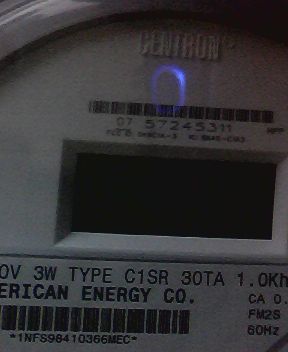 CENTRON
07 57245311
0V 3W TYPE C1SR 30TA 1.0Kh
ERICAN ENERGY CO.
CA 0.
FM2S
60Hz
*1NFS98410366MEC*